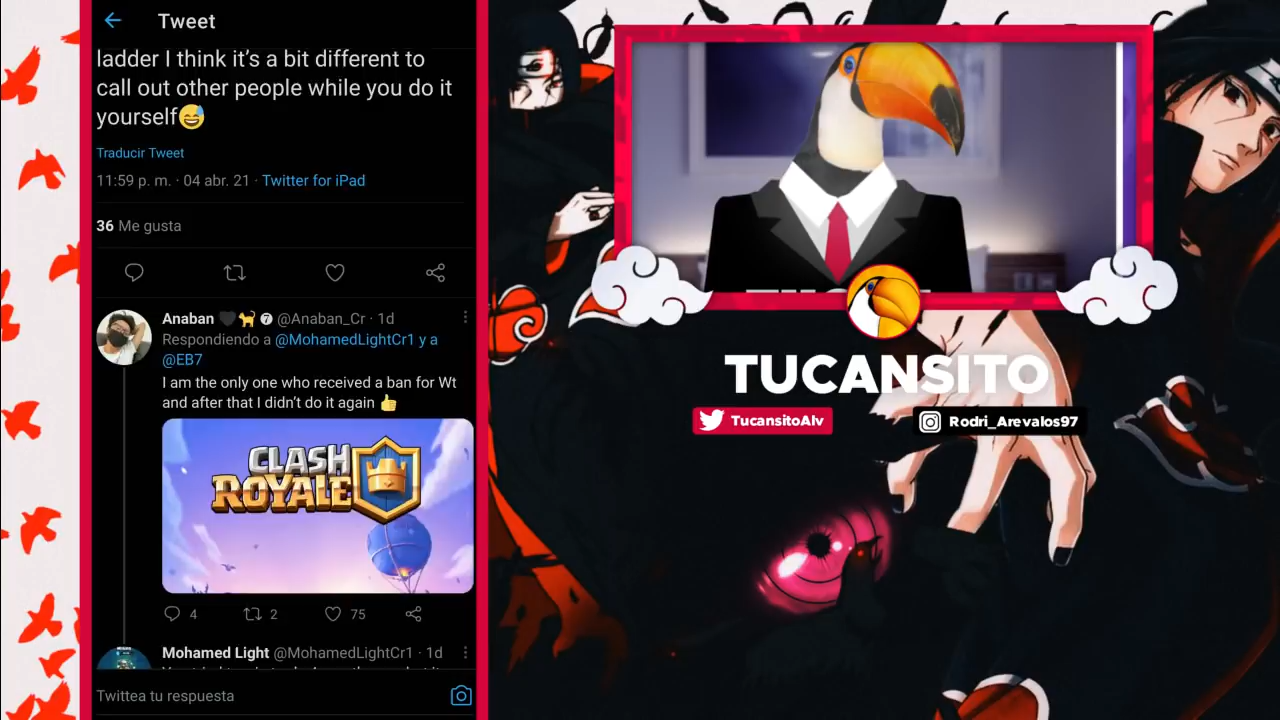 Tweet
ladder I think it's a bit different to
call out other people while you do it
yourself😅
Traducir Tweet
11:59 p. m. · 04 abr. 21 · Twitter for iPad
36 Me gusta
Anaban 🖤🐈 ❼ @Anaban_Cr · 1d
Respondiendo a @MohamedLightCr1 y a
@EB7
I am the only one who received a ban for Wt
and after that I didn't do it again 👍
CLASH
ROYALE
4 2 75
Mohamed Light @MohamedLightCr1 · 1d
Twittea tu respuesta
TUCANSITO
TucansitoAlv
Rodri_Arevalos97